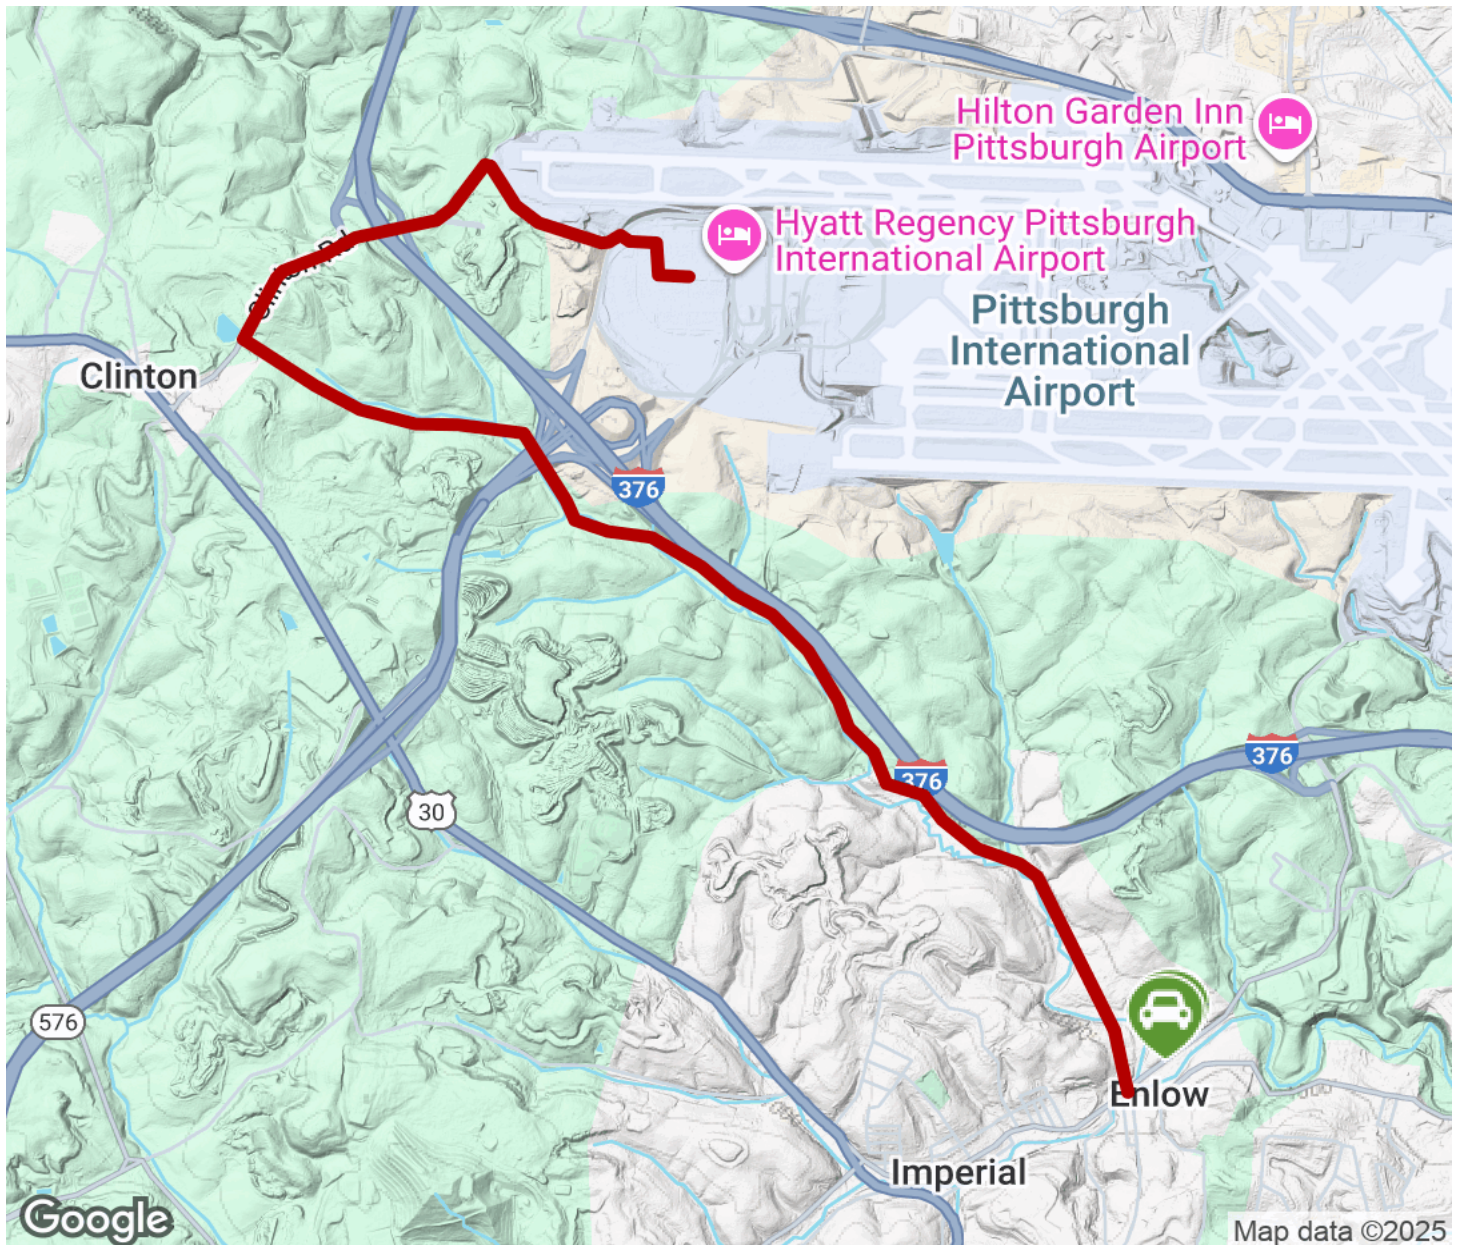 Hilton Garden Inn
Pittsburgh Airport
Hyatt Regency Pittsburgh
International Airport
Pittsburgh
International
Airport
Clinton
376
376
376
30
576
Enlow
Imperial
Google
Map data ©2025